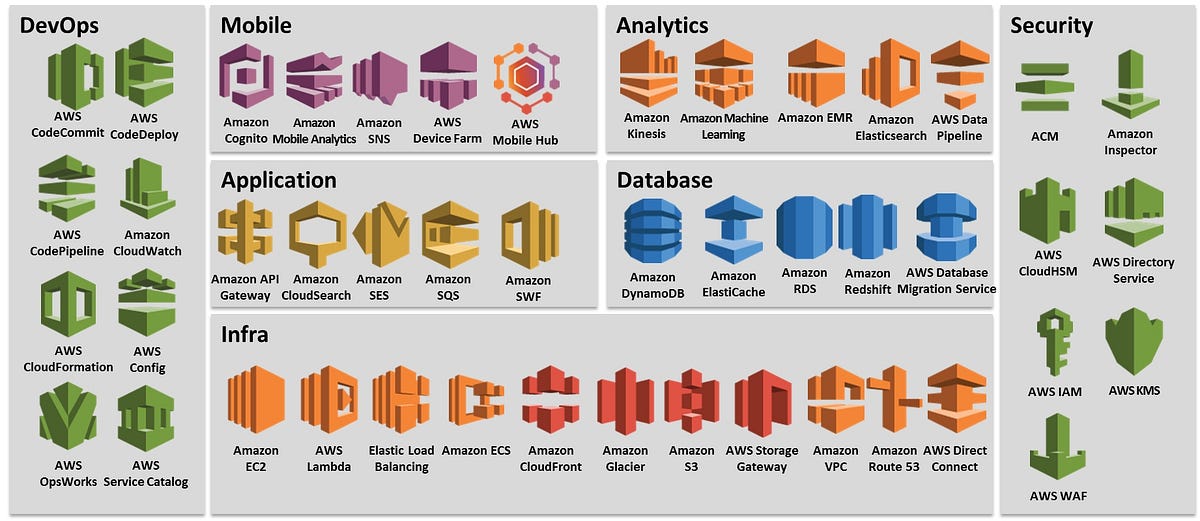 DevOps
AWS
CodeCommit
AWS
CodeDeploy
AWS
CodePipeline
Amazon
CloudWatch
AWS
CloudFormation
AWS
Config
AWS
OpsWorks
AWS
Service Catalog
Mobile
Amazon
Cognito
Amazon
Mobile Analytics
Amazon
SNS
AWS
Device Farm
AWS
Mobile Hub
Analytics
Amazon
Kinesis
Amazon Machine
Learning
Amazon EMR
Amazon
Elasticsearch
AWS Data
Pipeline
Application
Amazon API
Gateway
Amazon
CloudSearch
Amazon
SES
Amazon
SQS
Amazon
SWF
Database
Amazon
DynamoDB
Amazon
ElastiCache
Amazon
RDS
Amazon
Redshift
AWS Database
Migration Service
Infra
Amazon
EC2
AWS
Lambda
Elastic Load
Balancing
Amazon ECS
Amazon
CloudFront
Amazon
Glacier
Amazon
S3
AWS Storage
Gateway
Amazon
VPC
Amazon
Route 53
AWS Direct
Connect
Security
ACM
Amazon
Inspector
AWS
CloudHSM
AWS Directory
Service
AWS IAM
AWS KMS
AWS WAF